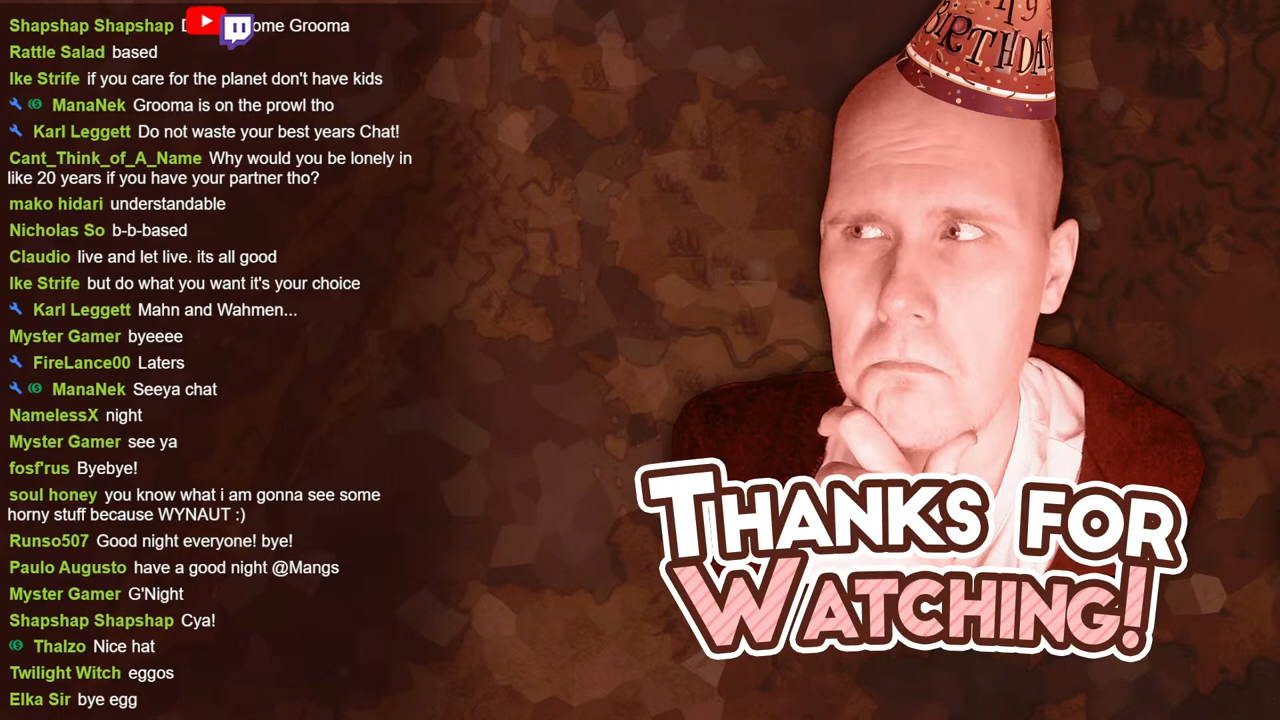 Shapshap Shapshap ome Grooma
Rattle Salad based
Ike Strife if you care for the planet don't have kids
ManaNek Grooma is on the prowl tho
Karl Leggett Do not waste your best years Chat!
Cant_Think_of_A_Name Why would you be lonely in
like 20 years if you have your partner tho?
mako hidari understandable
Nicholas So b-b-based
Claudio live and let live. its all good
Ike Strife but do what you want it's your choice
Karl Leggett Mahn and Wahmen...
Myster Gamer byeeee
FireLance00 Laters
ManaNek Seeya chat
NamelessX night
Myster Gamer see ya
fosf'rus Byebye!
soul honey you know what i am gonna see some
horny stuff because WYNAUT :)
Runso507 Good night everyone! bye!
Paulo Augusto have a good night @Mangs
Myster Gamer G'Night
Shapshap Shapshap Cya!
Thalzo Nice hat
Twilight Witch eggos
Elka Sir bye egg
BIRTHDAY
THANKS FOR
WATCHING!